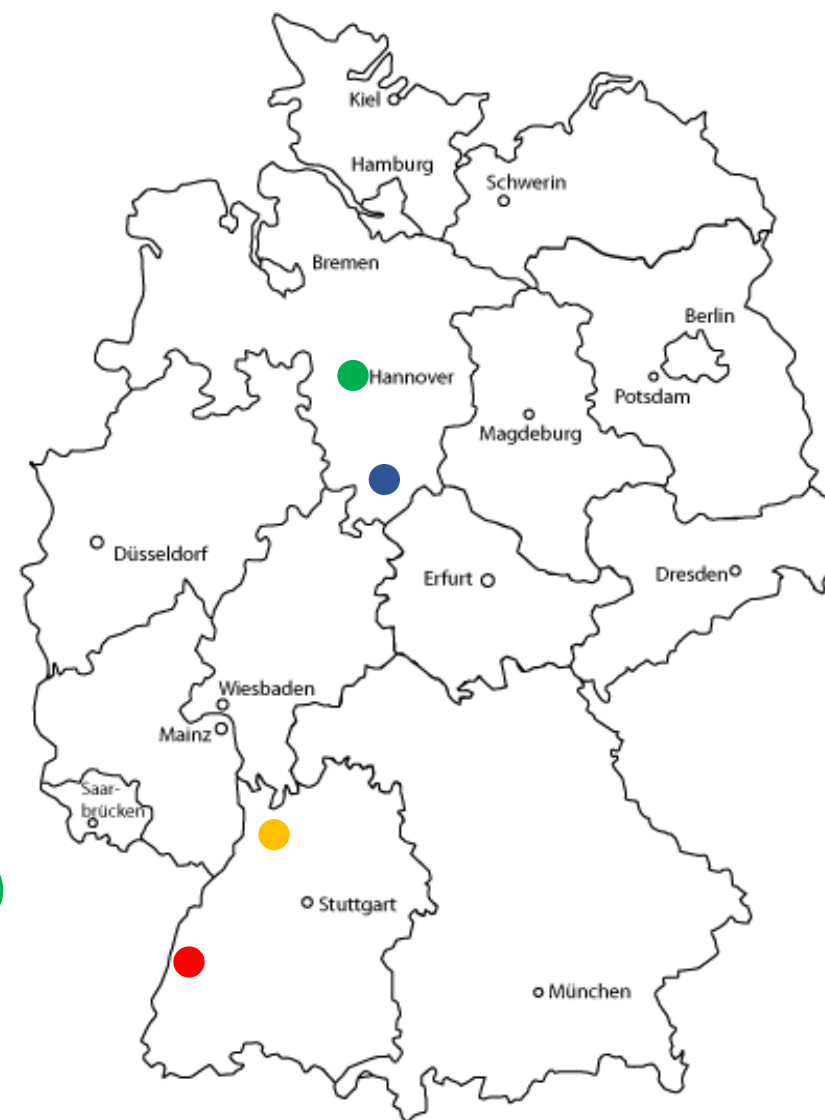 Kiel
Hamburg
Schwerin
Bremen
Berlin
Hannover
Potsdam
Magdeburg
Düsseldorf
Erfurt
Dresden
Wiesbaden
Mainz
Saar-
brücken
Stuttgart
München